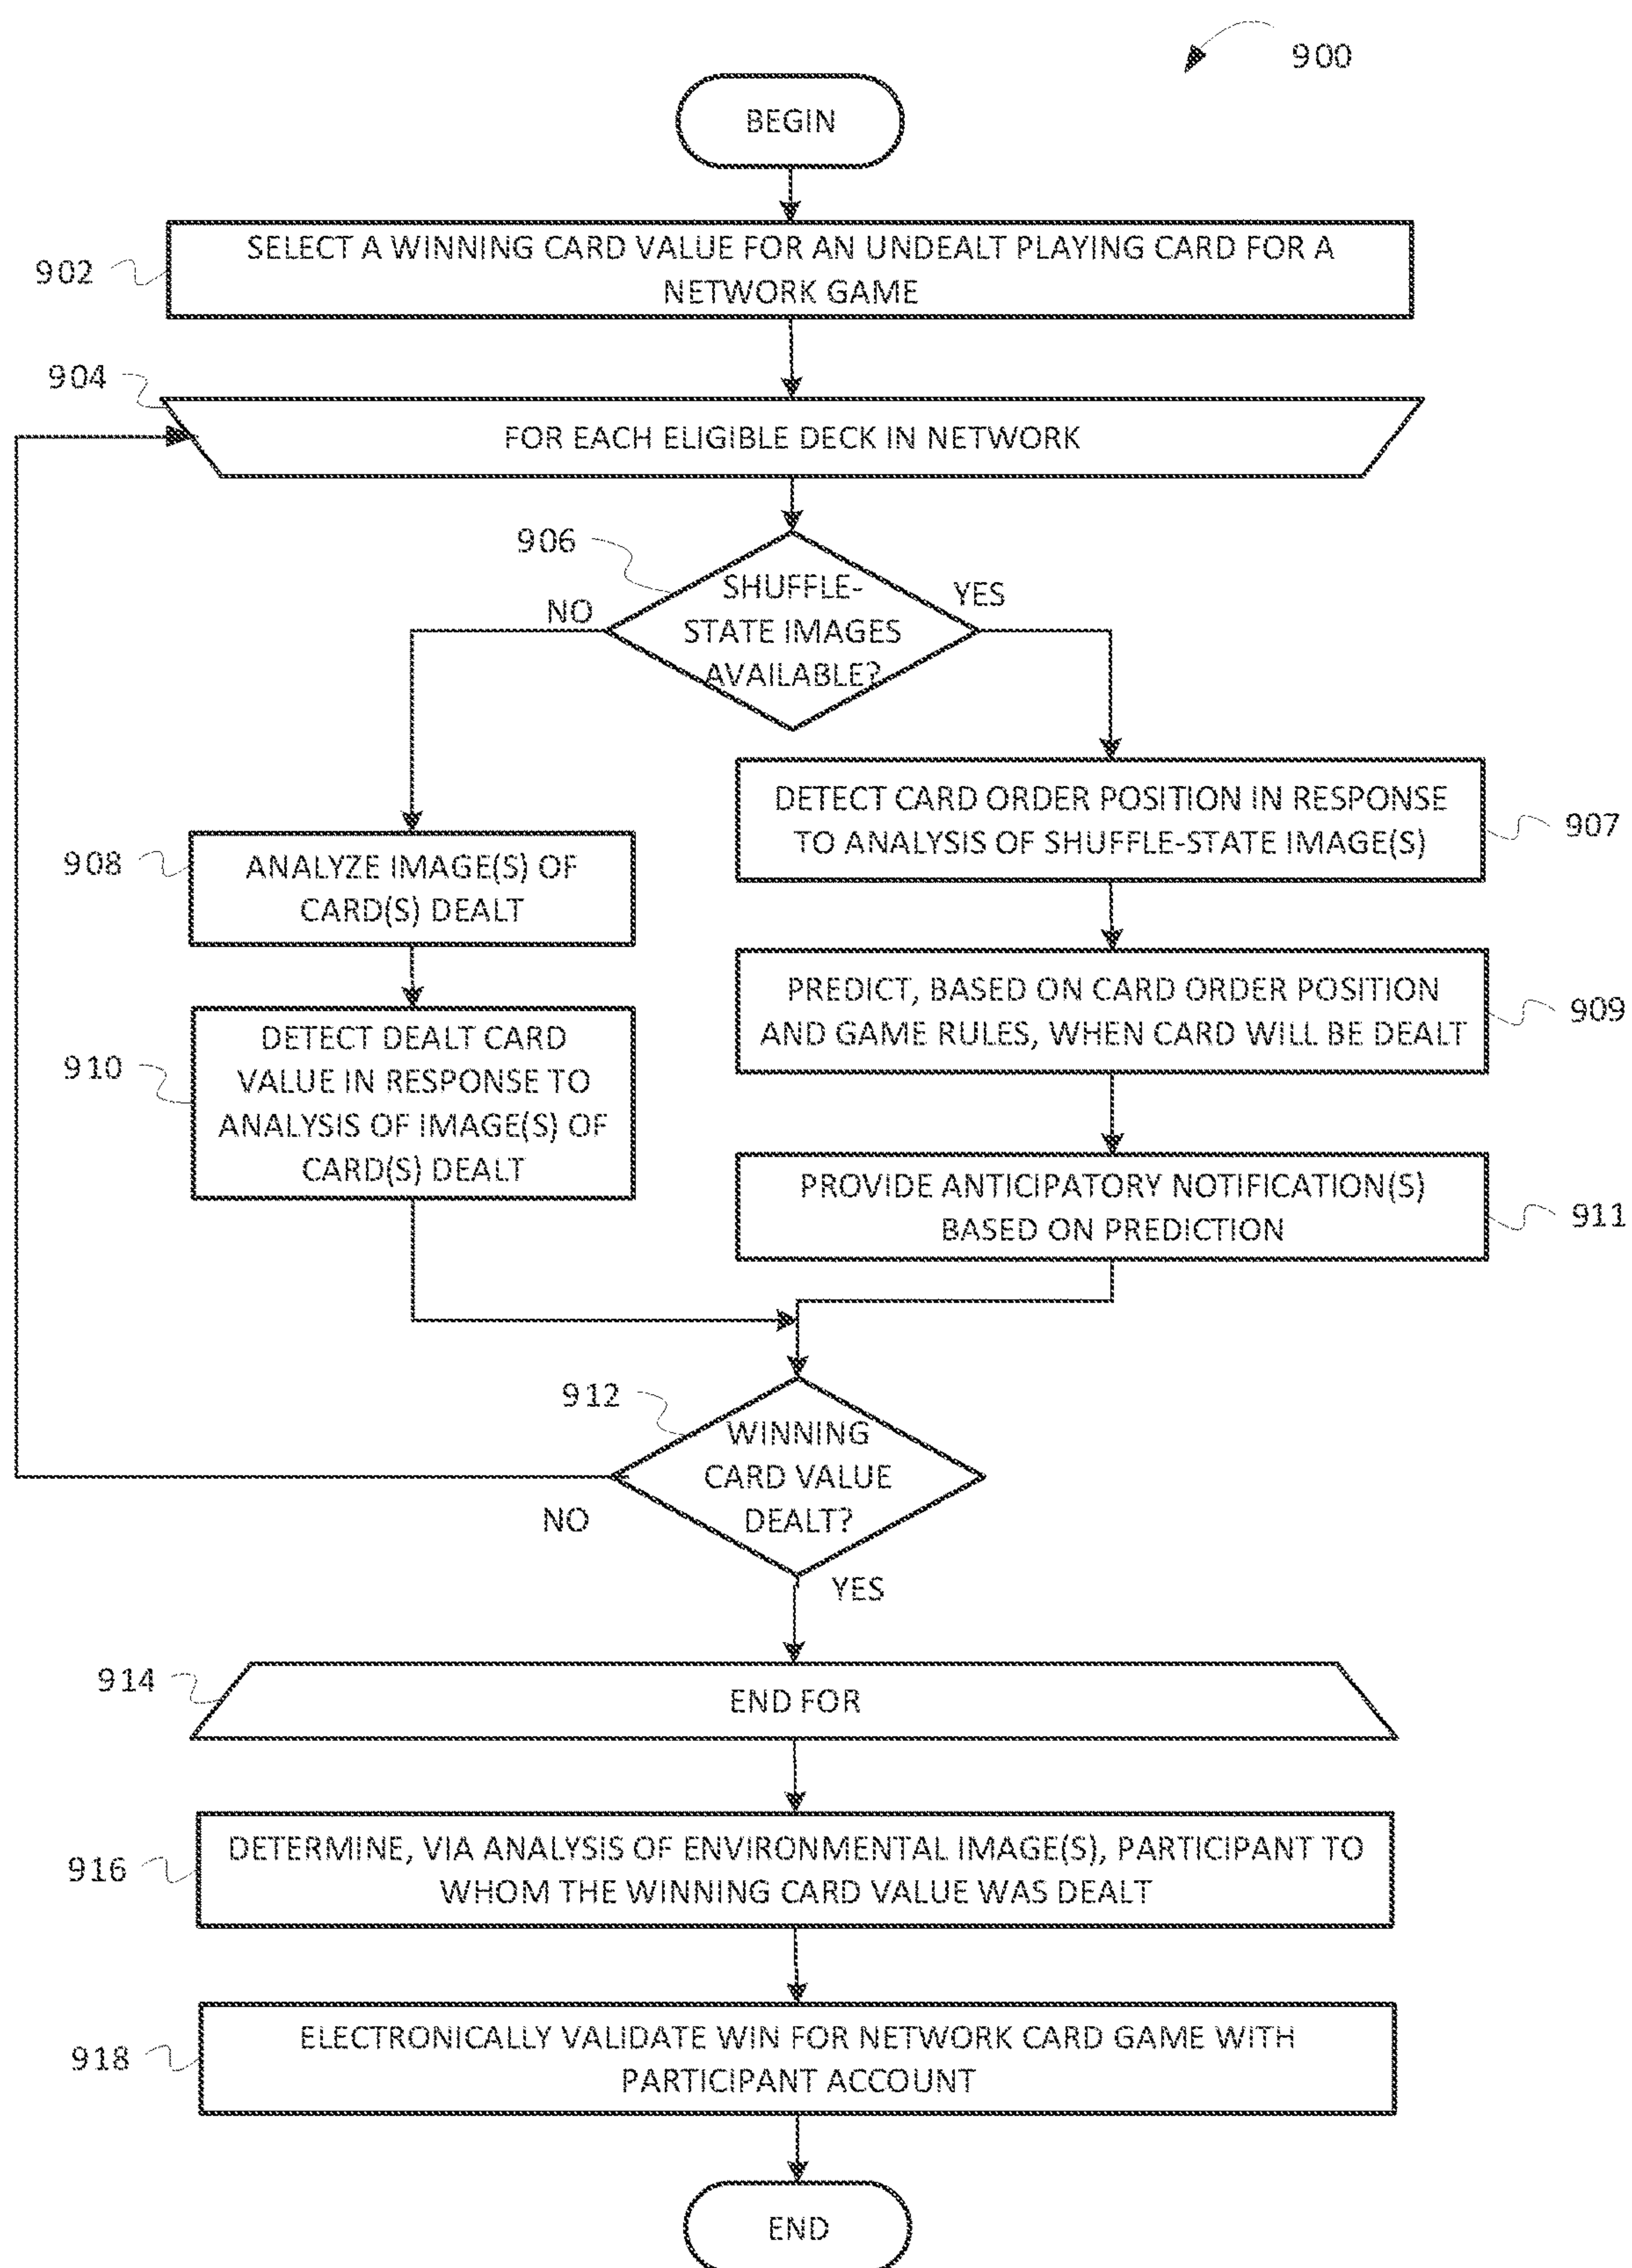 900
BEGIN
902
SELECT A WINNING CARD VALUE FOR AN UNDEALT PLAYING CARD FOR A
NETWORK GAME
904
FOR EACH ELIGIBLE DECK IN NETWORK
906
SHUFFLE-
STATE IMAGES
AVAILABLE?
NO
YES
908
ANALYZE IMAGE(S) OF
CARD(S) DEALT
910
DETECT DEALT CARD
VALUE IN RESPONSE TO
ANALYSIS OF IMAGE(S) OF
CARD(S) DEALT
DETECT CARD ORDER POSITION IN RESPONSE
TO ANALYSIS OF SHUFFLE-STATE IMAGE(S)
907
PREDICT, BASED ON CARD ORDER POSITION
AND GAME RULES, WHEN CARD WILL BE DEALT
909
PROVIDE ANTICIPATORY NOTIFICATION(S)
BASED ON PREDICTION
911
912
WINNING
CARD VALUE
DEALT?
NO
YES
914
END FOR
916
DETERMINE, VIA ANALYSIS OF ENVIRONMENTAL IMAGE(S), PARTICIPANT TO
WHOM THE WINNING CARD VALUE WAS DEALT
918
ELECTRONICALLY VALIDATE WIN FOR NETWORK CARD GAME WITH
PARTICIPANT ACCOUNT
END